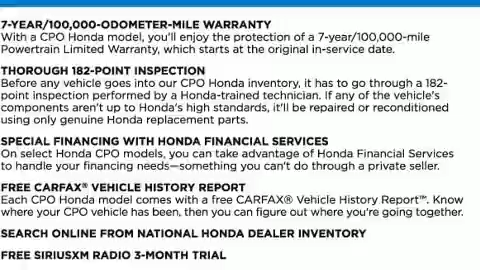 7-YEAR/100,000-ODOMETER-MILE WARRANTY
With a CPO Honda model, you'll enjoy the protection of a 7-year/100,000-mile
Powertrain Limited Warranty, which starts at the original in-service date.
THOROUGH 182-POINT INSPECTION
Before any vehicle goes into our CPO Honda inventory, it has to go through a 182-
point inspection performed by a Honda-trained technician. If any of the vehicle's
components aren't up to Honda's high standards, it'll be repaired or reconditioned
using only genuine Honda replacement parts.
SPECIAL FINANCING WITH HONDA FINANCIAL SERVICES
On select Honda CPO models, you can take advantage of Honda Financial Services
to handle your financing needs—something you can't do through a private seller.
FREE CARFAX® VEHICLE HISTORY REPORT
Each CPO Honda model comes with a free CARFAX® Vehicle History Report™. Know
where your CPO vehicle has been, then you can figure out where you're going together.
SEARCH ONLINE FROM NATIONAL HONDA DEALER INVENTORY
FREE SIRIUSXM RADIO 3-MONTH TRIAL